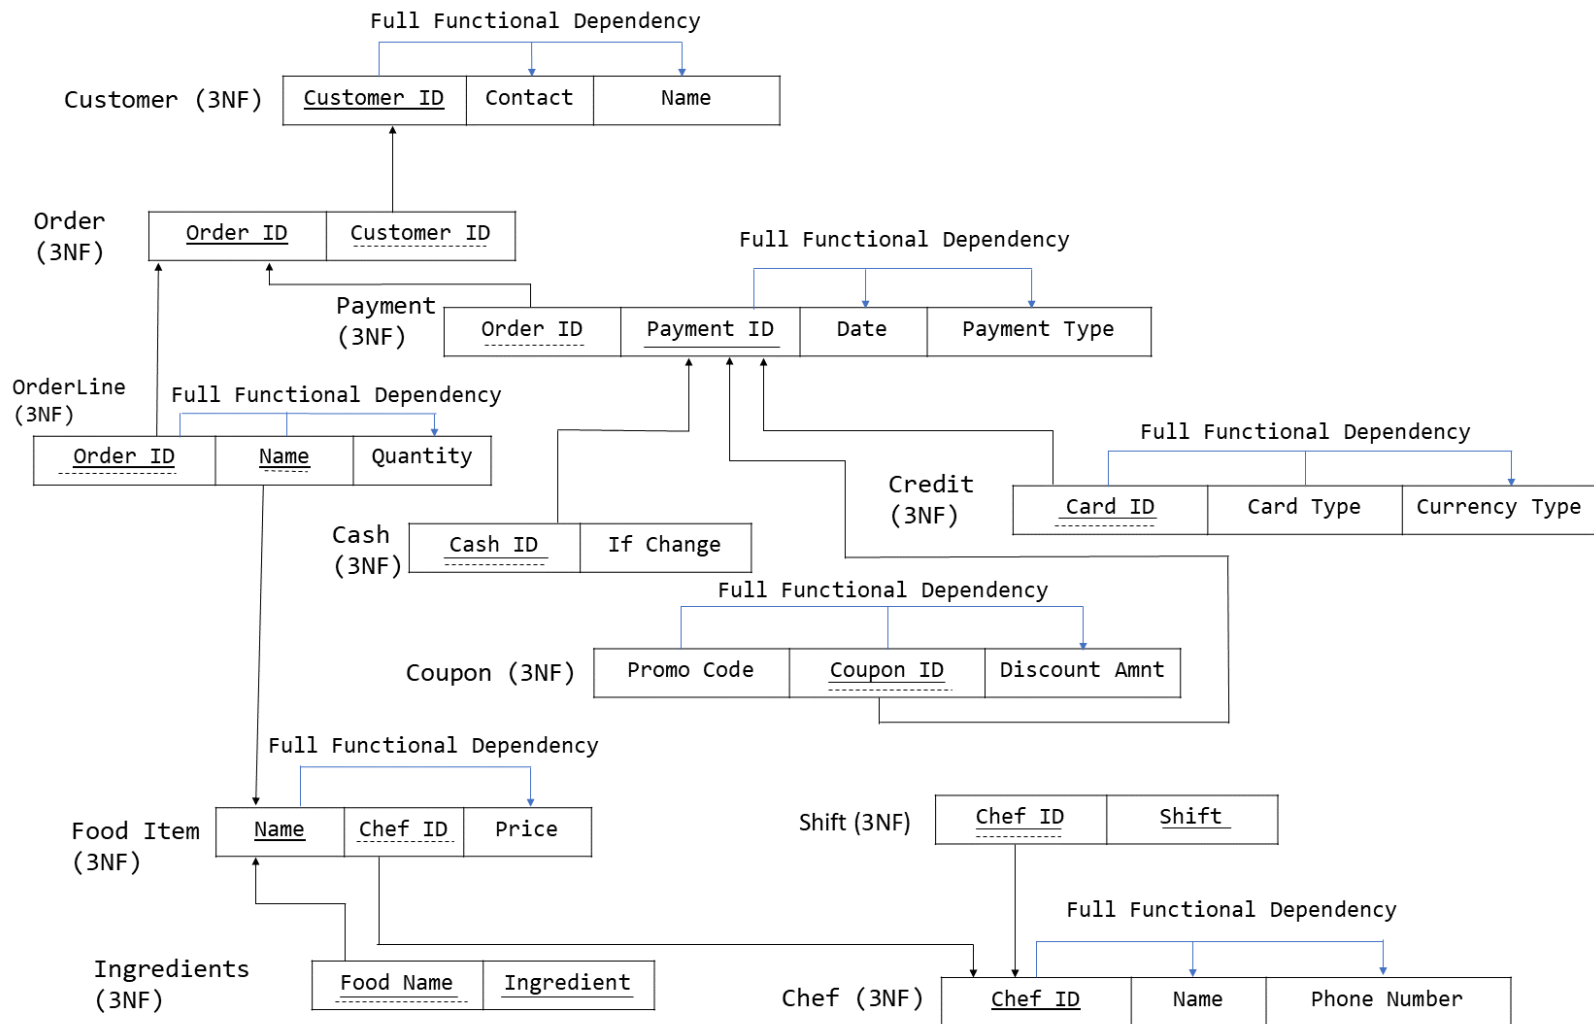 Full Functional Dependency
Customer (3NF)
Customer ID Contact Name
Order
(3NF)
Order ID Customer ID
Full Functional Dependency
Payment
(3NF)
Order ID Payment ID Date Payment Type
OrderLine
(3NF)
Full Functional Dependency
Order ID Name Quantity
Full Functional Dependency
Credit
(3NF)
Card ID Card Type Currency Type
Cash
(3NF)
Cash ID If Change
Full Functional Dependency
Coupon (3NF)
Promo Code Coupon ID Discount Amnt
Full Functional Dependency
Food Item
(3NF)
Name Chef ID Price
Shift (3NF)
Chef ID Shift
Ingredients
(3NF)
Food Name Ingredient
Full Functional Dependency
Chef (3NF)
Chef ID Name Phone Number